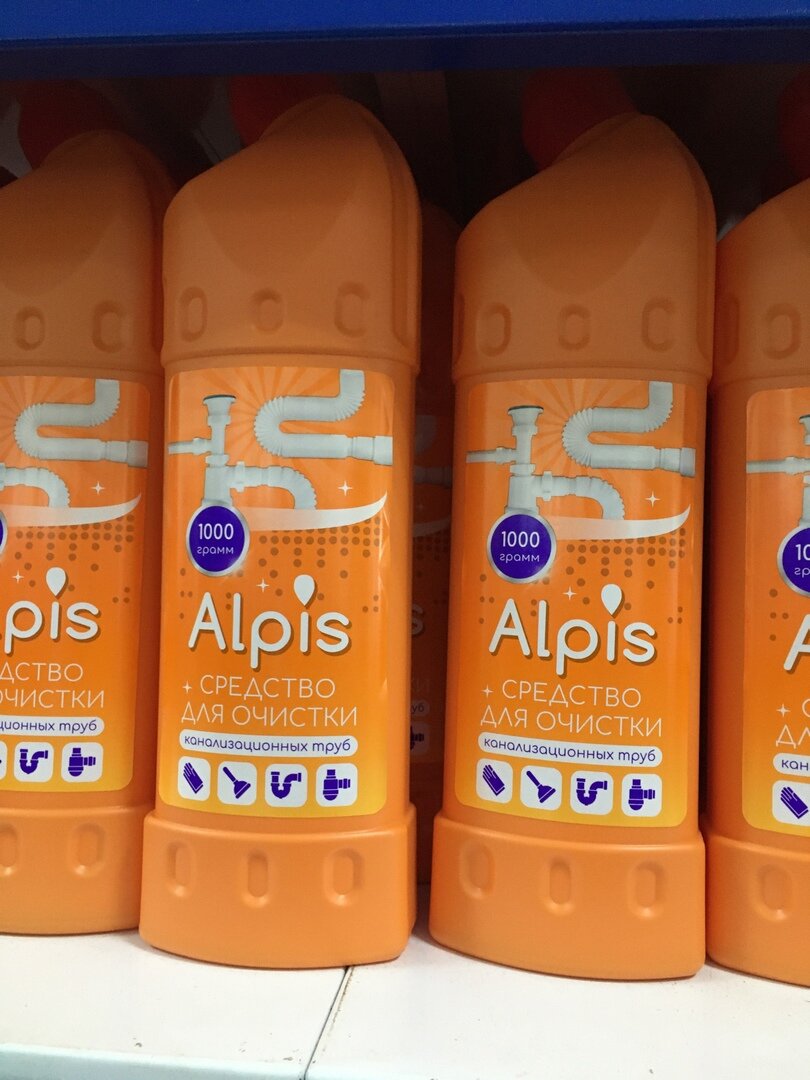 1000
грамм
Alpis
СРЕДСТВО
ДЛЯ ОЧИСТКИ
канализационных труб
1000
грамм
Alpis
СРЕДСТВО
ДЛЯ ОЧИСТКИ
канализационных труб